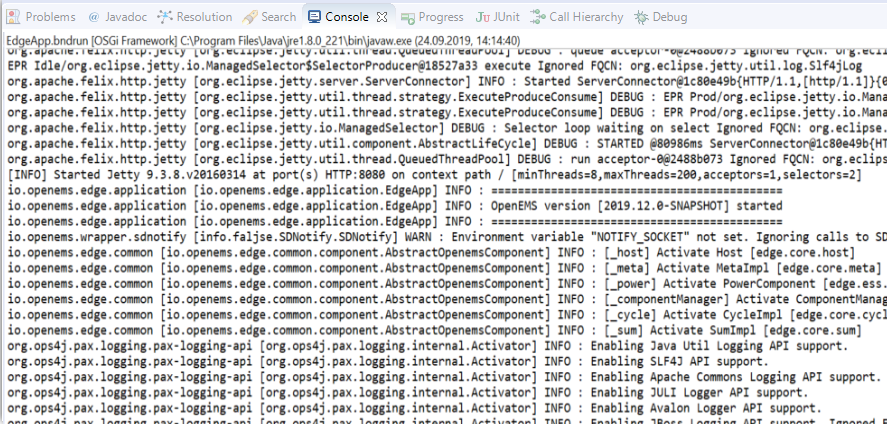 Problems @ Javadoc Resolution Search Console Progress JU JUnit Call Hierarchy Debug
EdgeApp.bndrun [OSGi Framework] C:\Program Files\Java\jre1.8.0_221\bin\javaw.exe (24.09.2019, 14:14:40)
org.apache.felix.http.jetty [org.eclipse.jetty.util.thread.QueuedThreadPool] DEBUG : queue acceptor-0@2488b073 Ignored FQCN: org.ecli
EPR Idle/org.eclipse.jetty.io.ManagedSelector$SelectorProducer@18527a33 execute Ignored FQCN: org.eclipse.jetty.util.log.Slf4jLog
org.apache.felix.http.jetty [org.eclipse.jetty.server.ServerConnector] INFO : Started ServerConnector@1c80e49b{HTTP/1.1,[http/1.1]}{0
org.apache.felix.http.jetty [org.eclipse.jetty.util.thread.strategy.ExecuteProduceConsume] DEBUG : EPR Prod/org.eclipse.jetty.io.Mana
org.apache.felix.http.jetty [org.eclipse.jetty.util.thread.strategy.ExecuteProduceConsume] DEBUG : EPR Prod/org.eclipse.jetty.io.Mana
org.apache.felix.http.jetty [org.eclipse.jetty.io.ManagedSelector] DEBUG : Selector loop waiting on select Ignored FQCN: org.eclipse.
org.apache.felix.http.jetty [org.eclipse.jetty.util.component.AbstractLifeCycle] DEBUG : STARTED @80986ms ServerConnector@1c80e49b{HT
org.apache.felix.http.jetty [org.eclipse.jetty.util.thread.QueuedThreadPool] DEBUG : run acceptor-0@2488b073 Ignored FQCN: org.eclips
[INFO] Started Jetty 9.3.8.v20160314 at port(s) HTTP:8080 on context path / [minThreads=8,maxThreads=200,acceptors=1,selectors=2]
io.openems.edge.application [io.openems.edge.application.EdgeApp] INFO : ============================================
io.openems.edge.application [io.openems.edge.application.EdgeApp] INFO : OpenEMS version [2019.12.0-SNAPSHOT] started
io.openems.edge.application [io.openems.edge.application.EdgeApp] INFO : ============================================
io.openems.wrapper.sdnotify [info.faljse.SDNotify.SDNotify] WARN : Environment variable "NOTIFY_SOCKET" not set. Ignoring calls to SD
io.openems.edge.common [io.openems.edge.common.component.AbstractOpenemsComponent] INFO : [_host] Activate Host [edge.core.host]
io.openems.edge.common [io.openems.edge.common.component.AbstractOpenemsComponent] INFO : [_meta] Activate MetaImpl [edge.core.meta]
io.openems.edge.common [io.openems.edge.common.component.AbstractOpenemsComponent] INFO : [_power] Activate PowerComponent [edge.ess.
io.openems.edge.common [io.openems.edge.common.component.AbstractOpenemsComponent] INFO : [_componentManager] Activate ComponentManag
io.openems.edge.common [io.openems.edge.common.component.AbstractOpenemsComponent] INFO : [_cycle] Activate CycleImpl [edge.core.cycl
io.openems.edge.common [io.openems.edge.common.component.AbstractOpenemsComponent] INFO : [_sum] Activate SumImpl [edge.core.sum]
org.ops4j.pax.logging.pax-logging-api [org.ops4j.pax.logging.internal.Activator] INFO : Enabling Java Util Logging API support.
org.ops4j.pax.logging.pax-logging-api [org.ops4j.pax.logging.internal.Activator] INFO : Enabling SLF4J API support.
org.ops4j.pax.logging.pax-logging-api [org.ops4j.pax.logging.internal.Activator] INFO : Enabling Apache Commons Logging API support.
org.ops4j.pax.logging.pax-logging-api [org.ops4j.pax.logging.internal.Activator] INFO : Enabling JULI Logger API support.
org.ops4j.pax.logging.pax-logging-api [org.ops4j.pax.logging.internal.Activator] INFO : Enabling Avalon Logger API support.
org.ops4j.pax.logging.pax-logging-api [org.ops4j.pax.logging.internal.Activator] INFO : Enabling JBoss Logging API support. Ignored F